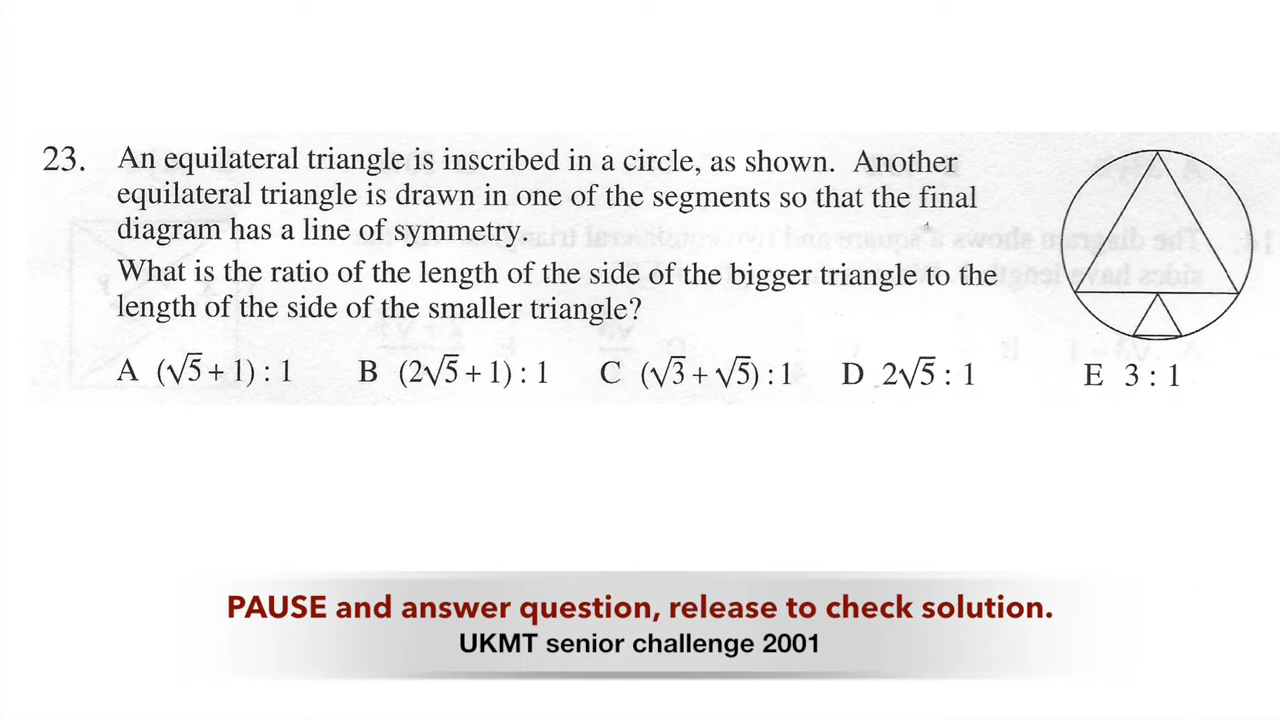 23. An equilateral triangle is inscribed in a circle, as shown. Another
equilateral triangle is drawn in one of the segments so that the final
diagram has a line of symmetry.
What is the ratio of the length of the side of the bigger triangle to the
length of the side of the smaller triangle?
A (√5 + 1) : 1 B (2√5 + 1) : 1 C (√3 + √5) : 1 D 2√5 : 1 E 3 : 1
PAUSE and answer question, release to check solution.
UKMT senior challenge 2001